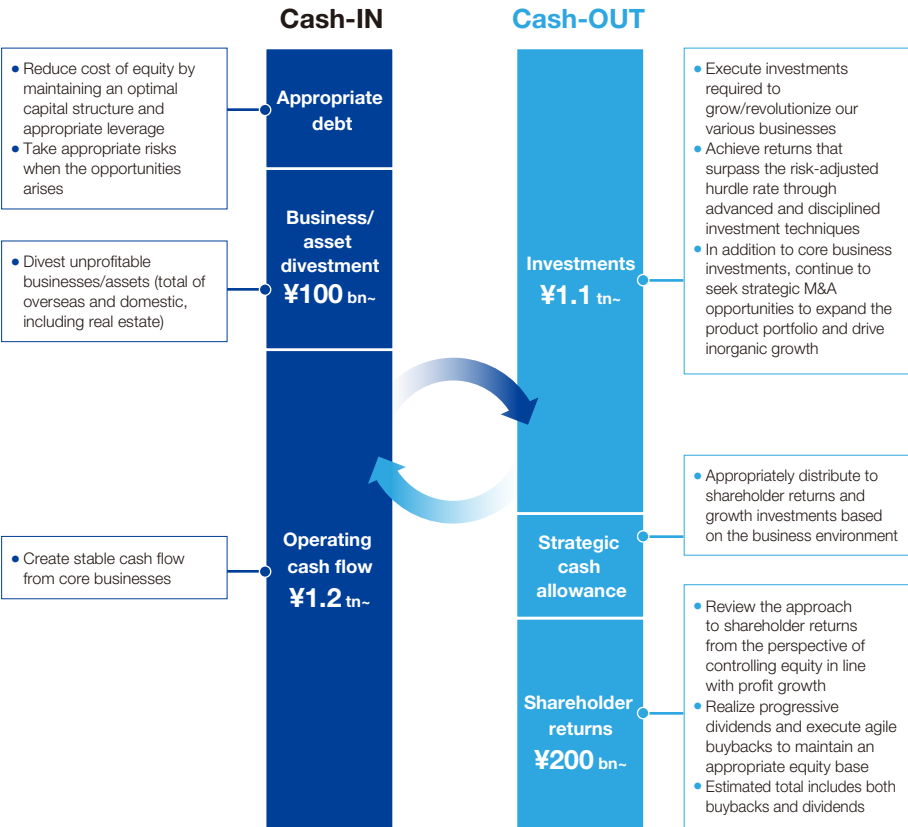 Cash-IN
Cash-OUT
● Reduce cost of equity by
maintaining an optimal
capital structure and
appropriate leverage
● Take appropriate risks
when the opportunities
arises
● Divest unprofitable
businesses/assets (total of
overseas and domestic,
including real estate)
● Create stable cash flow
from core businesses
Appropriate
debt
Business/
asset
divestment
¥100 bn~
Operating
cash flow
¥1.2 tn~
Investments
¥1.1 tn~
Strategic
cash
allowance
Shareholder
returns
¥200 bn~
● Execute investments
required to
grow/revolutionize our
various businesses
● Achieve returns that
surpass the risk-adjusted
hurdle rate through
advanced and disciplined
investment techniques
● In addition to core business
investments, continue to
seek strategic M&A
opportunities to expand the
product portfolio and drive
inorganic growth
● Appropriately distribute to
shareholder returns and
growth investments based
on the business environment
● Review the approach
to shareholder returns
from the perspective of
controlling equity in line
with profit growth
● Realize progressive
dividends and execute agile
buybacks to maintain an
appropriate equity base
● Estimated total includes both
buybacks and dividends